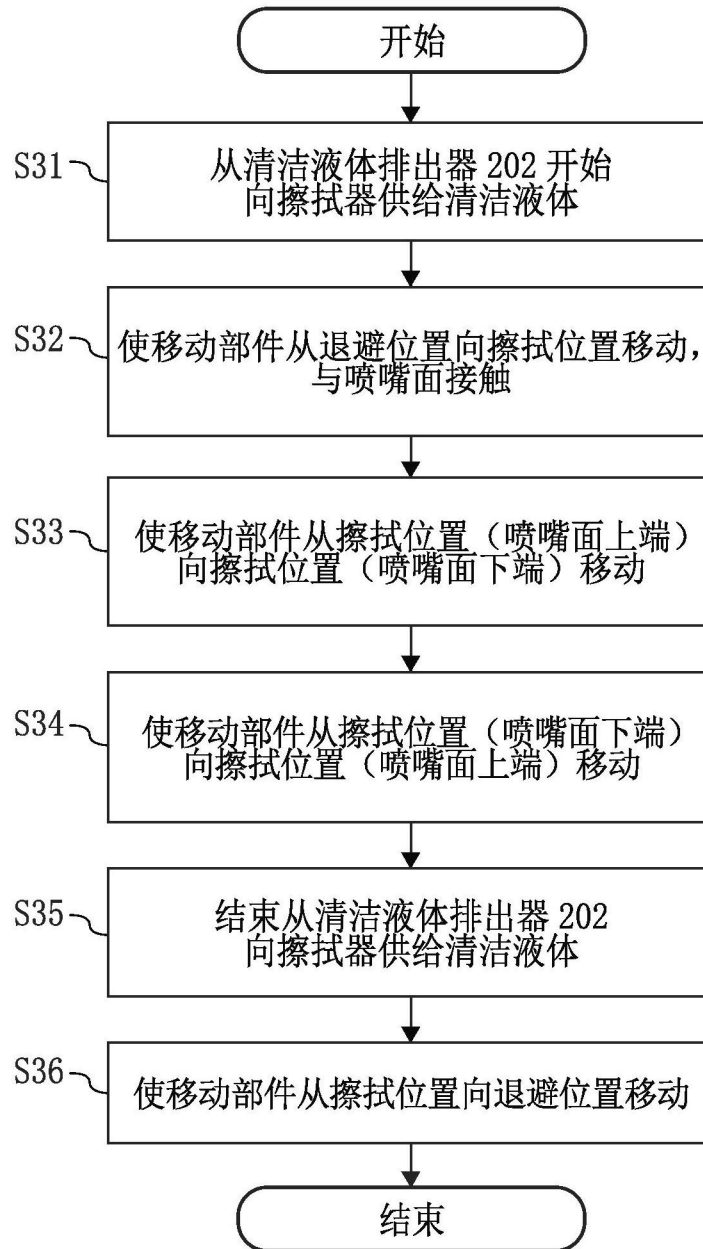 开始
S31
从清洁液体排出器 202 开始
向擦拭器供给清洁液体
S32
使移动部件从退避位置向擦拭位置移动，
与喷嘴面接触
S33
使移动部件从擦拭位置（喷嘴面上端）
向擦拭位置（喷嘴面下端）移动
S34
使移动部件从擦拭位置（喷嘴面下端）
向擦拭位置（喷嘴面上端）移动
S35
结束从清洁液体排出器 202
向擦拭器供给清洁液体
S36
使移动部件从擦拭位置向退避位置移动
结束